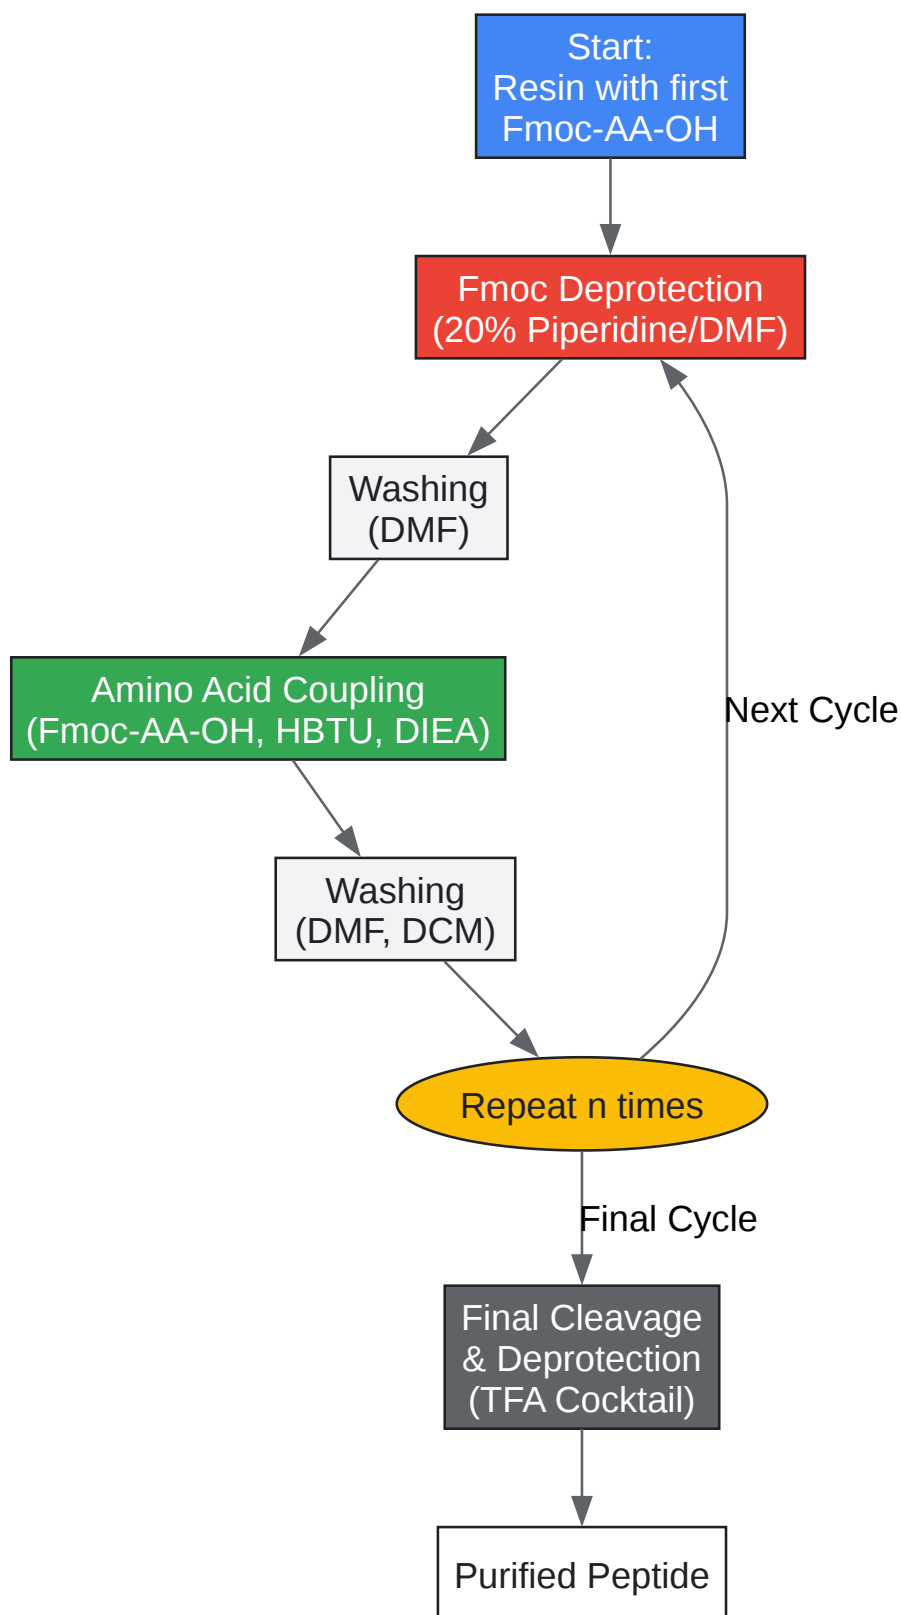 Start:
Resin with first
Fmoc-AA-OH
Fmoc Deprotection
(20% Piperidine/DMF)
Washing
(DMF)
Amino Acid Coupling
(Fmoc-AA-OH, HBTU, DIEA)
Next Cycle
Washing
(DMF, DCM)
Repeat n times
Final Cycle
Final Cleavage
& Deprotection
(TFA Cocktail)
Purified Peptide